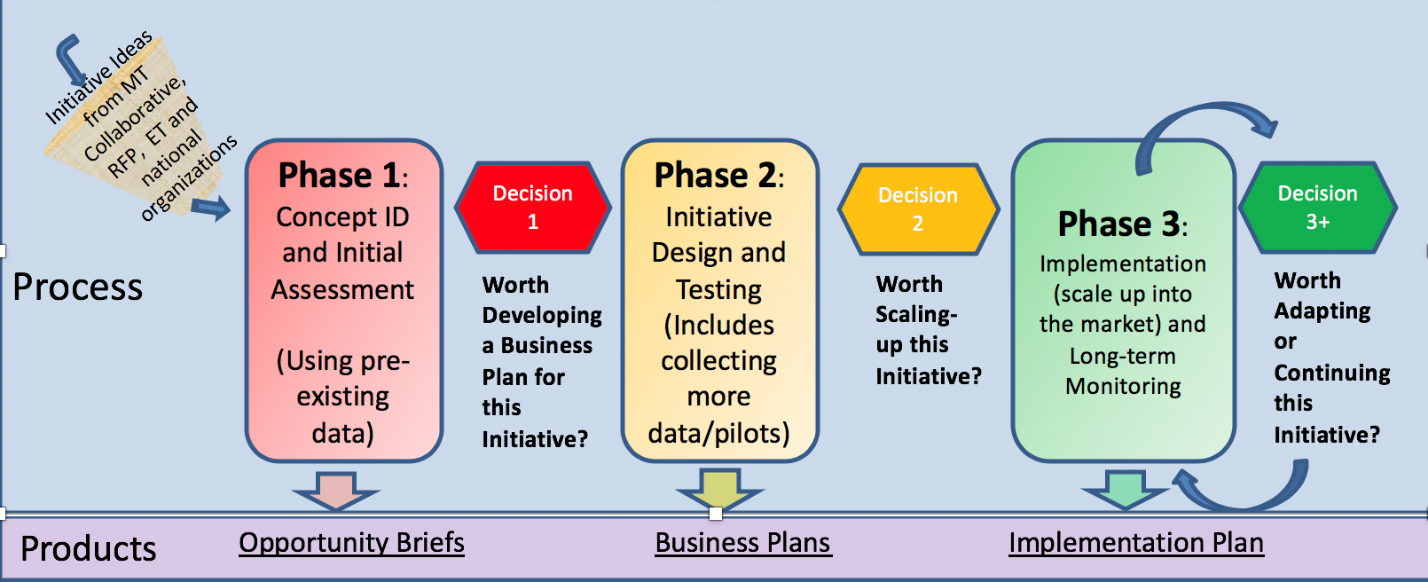 Initiative Ideas
from MT
Collaborative,
RFP, ET and
national
organizations
Process
Phase 1:
Concept ID
and Initial
Assessment
(Using pre-
existing
data)
Decision
1
Worth
Developing
a Business
Plan for
this
Initiative?
Phase 2:
Initiative
Design and
Testing
(Includes
collecting
more
data/pilots)
Decision
2
Worth
Scaling-
up this
Initiative?
Phase 3:
Implementation
(scale up into
the market) and
Long-term
Monitoring
Decision
3+
Worth
Adapting
or
Continuing
this
Initiative?
Products
Opportunity Briefs
Business Plans
Implementation Plan